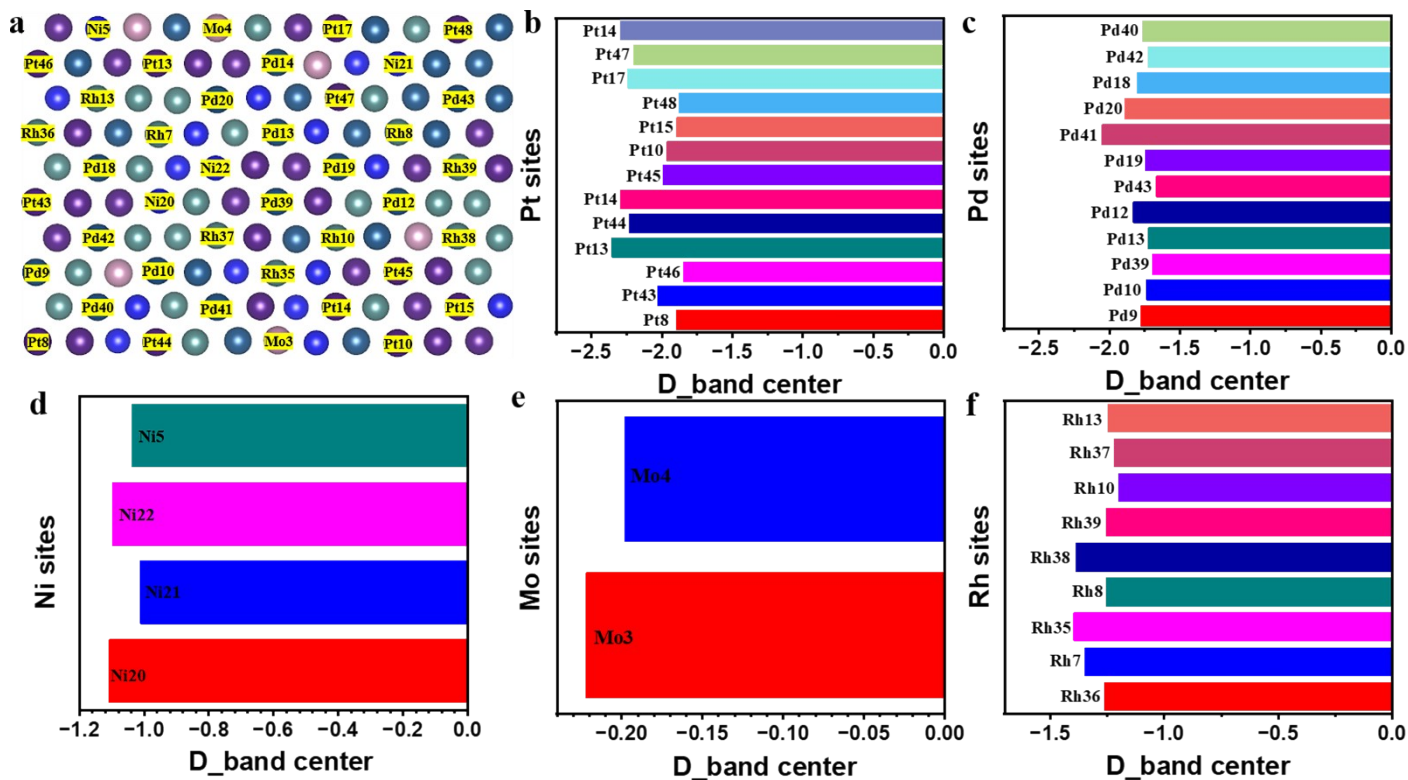 a
Ni5 Mo4 Pt17 Pt48
Pt46 Pt13 Pd14 Ni21
Rh13 Pd20 Pt47 Pd43
Rh36 Rh7 Pd13 Rh8
Pd18 Ni22 Pd19 Rh39
Pt43 Ni20 Pd39 Pd12
Pd42 Rh37 Rh10 Rh38
Pd9 Pd10 Rh35 Pt45
Pd40 Pd41 Pt14 Pt15
Pt8 Pt44 Mo3 Pt10
b
Pt sites
Pt14
Pt47
Pt17
Pt48
Pt15
Pt10
Pt45
Pt14
Pt44
Pt13
Pt46
Pt43
Pt8
−2.5 −2.0 −1.5 −1.0 −0.5 0.0
D_band center
c
Pd sites
Pd40
Pd42
Pd18
Pd20
Pd41
Pd19
Pd43
Pd12
Pd13
Pd39
Pd10
Pd9
−2.5 −2.0 −1.5 −1.0 −0.5 0.0
D_band center
d
Ni sites
Ni5
Ni22
Ni21
Ni20
−1.2 −1.0 −0.8 −0.6 −0.4 −0.2 0.0
D_band center
e
Mo sites
Mo4
Mo3
−0.20 −0.15 −0.10 −0.05 0.00
D_band center
f
Rh sites
Rh13
Rh37
Rh10
Rh39
Rh38
Rh8
Rh35
Rh7
Rh36
−1.5 −1.0 −0.5 0.0
D_band center